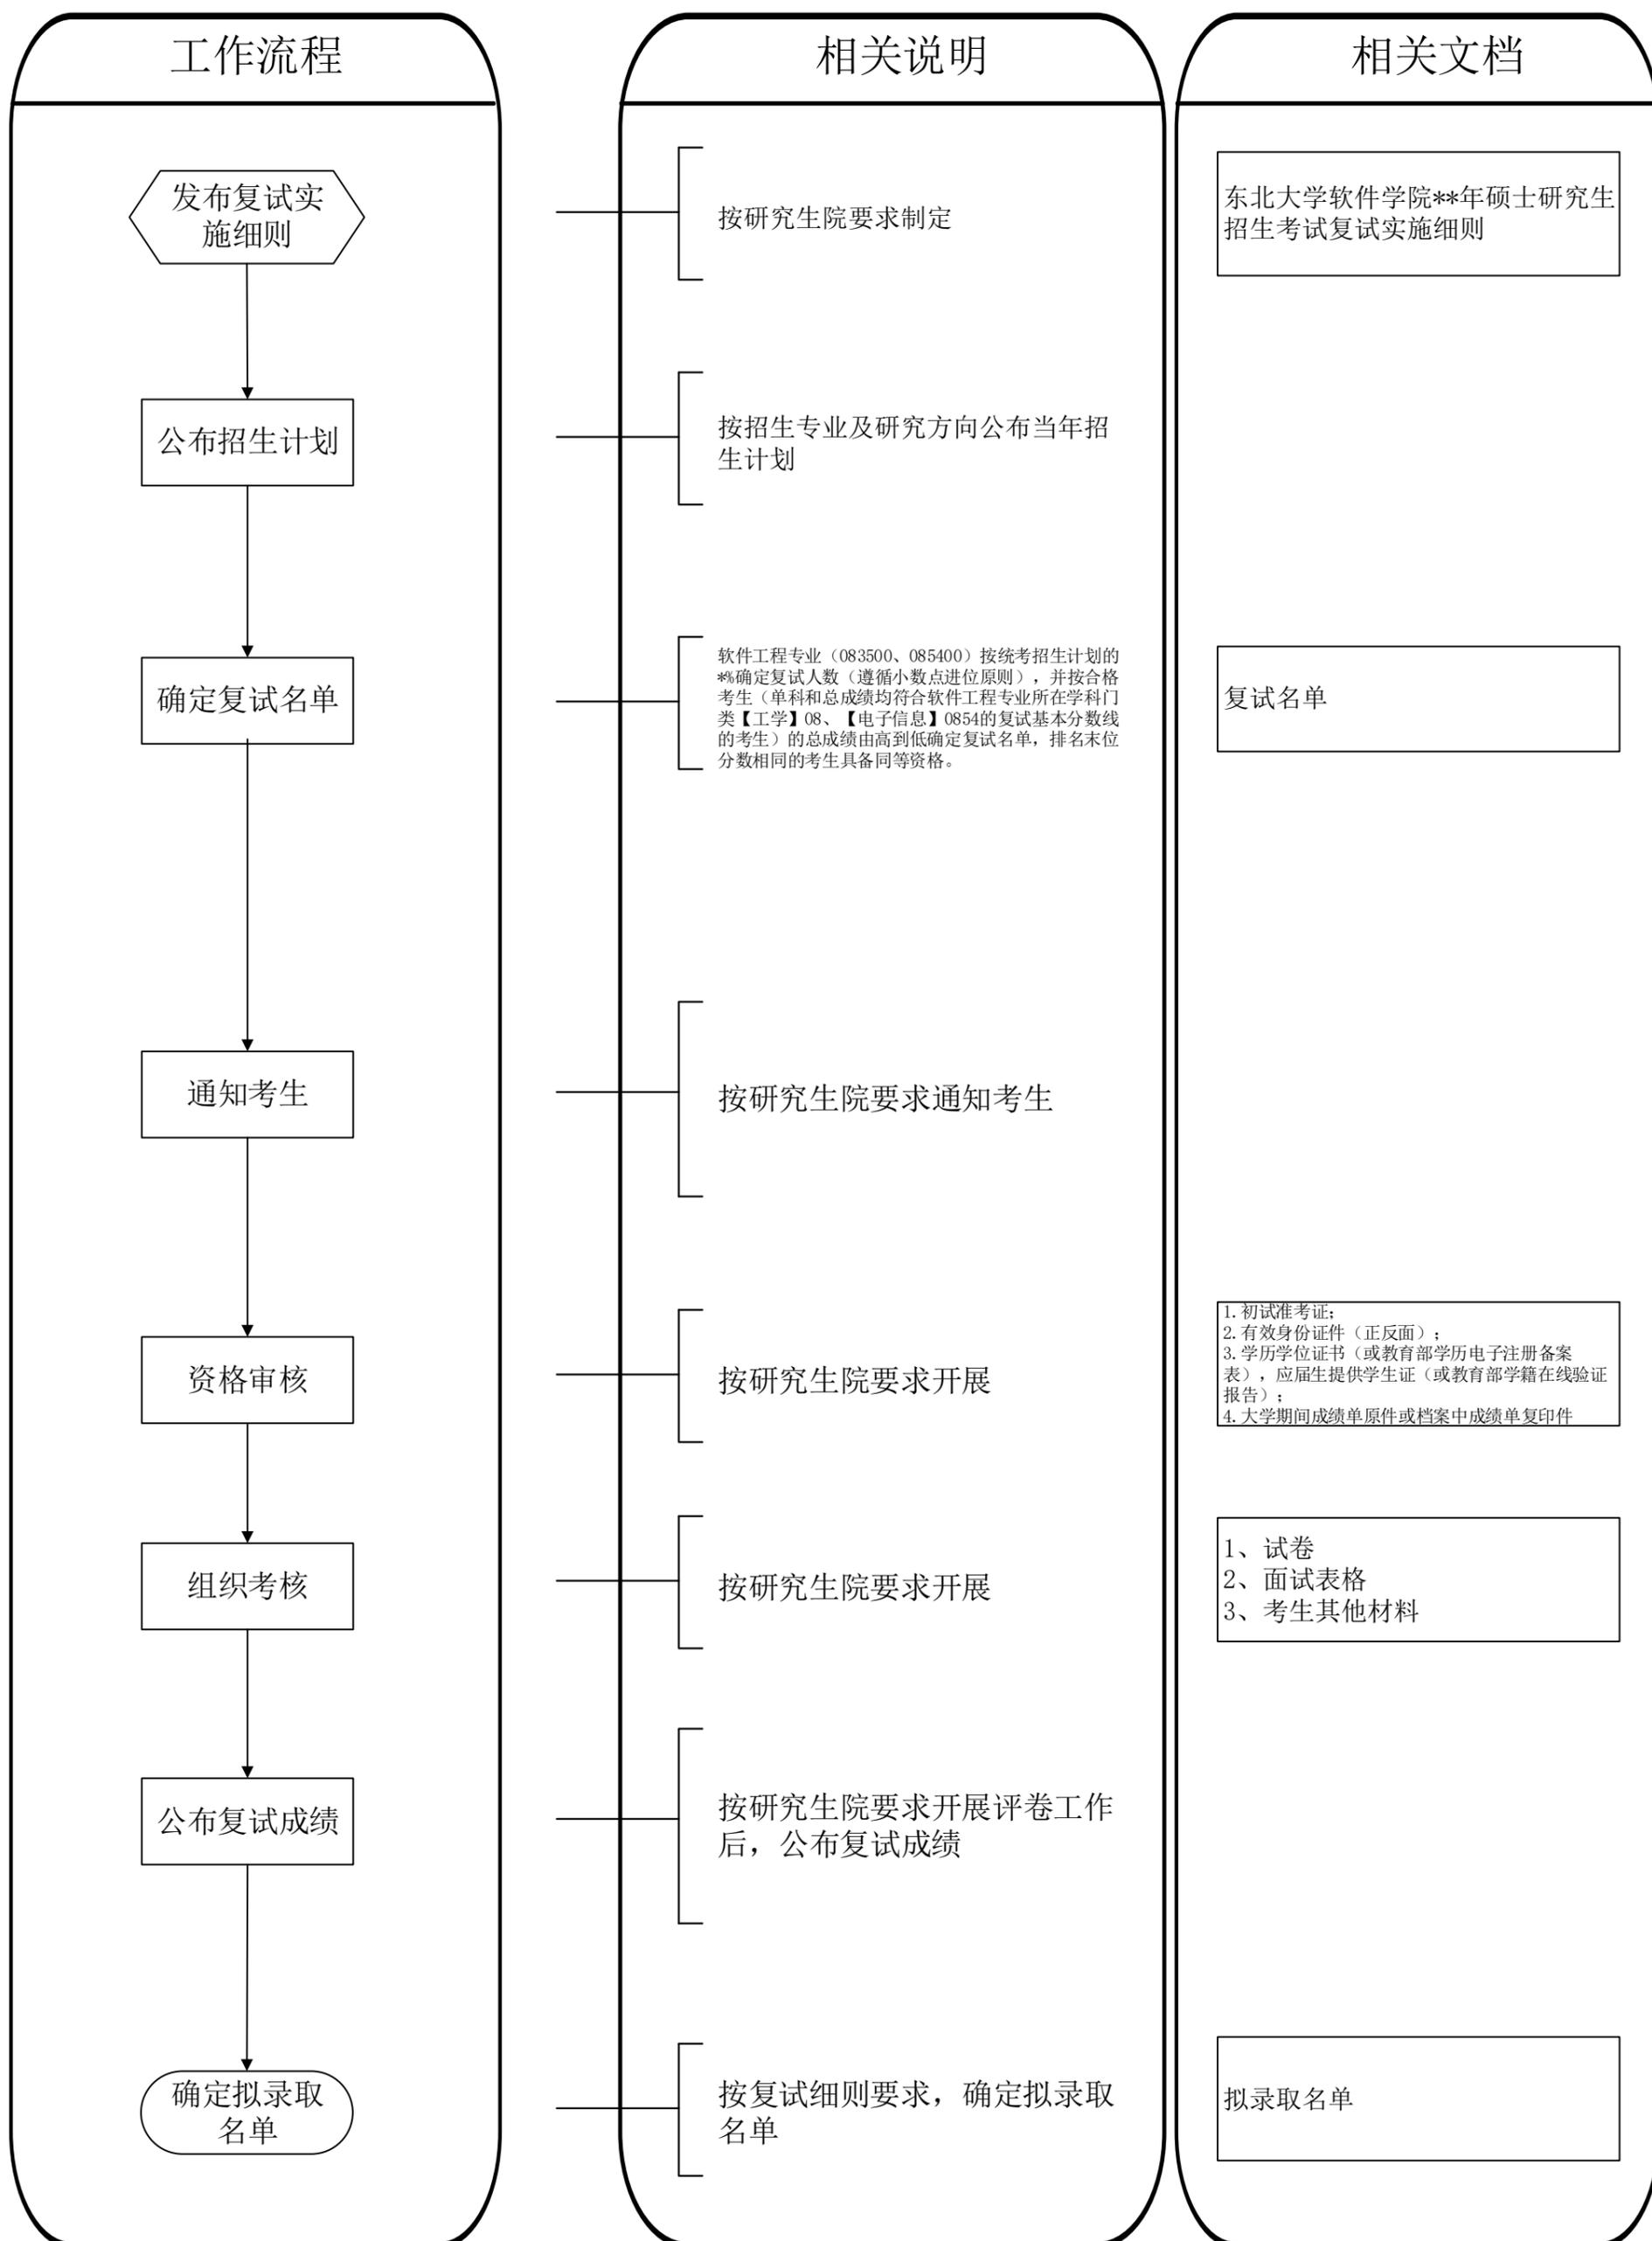 工作流程
相关说明
相关文档
发布复试实
施细则
按研究生院要求制定
东北大学软件学院**年硕士研究生
招生考试复试实施细则
公布招生计划
按招生专业及研究方向公布当年招
生计划
确定复试名单
软件工程专业（083500、085400）按统考招生计划的
*%确定复试人数（遵循小数点进位原则），并按合格
考生（单科和总成绩均符合软件工程专业所在学科门
类【工学】08、【电子信息】0854的复试基本分数线
的考生）的总成绩由高到低确定复试名单，排名末位
分数相同的考生具备同等资格。
复试名单
通知考生
按研究生院要求通知考生
资格审核
按研究生院要求开展
1.初试准考证；
2.有效身份证件（正反面）；
3.学历学位证书（或教育部学历电子注册备案
表），应届生提供学生证（或教育部学籍在线验证
报告）；
4.大学期间成绩单原件或档案中成绩单复印件
组织考核
按研究生院要求开展
1、试卷
2、面试表格
3、考生其他材料
公布复试成绩
按研究生院要求开展评卷工作
后，公布复试成绩
确定拟录取
名单
按复试细则要求，确定拟录取
名单
拟录取名单